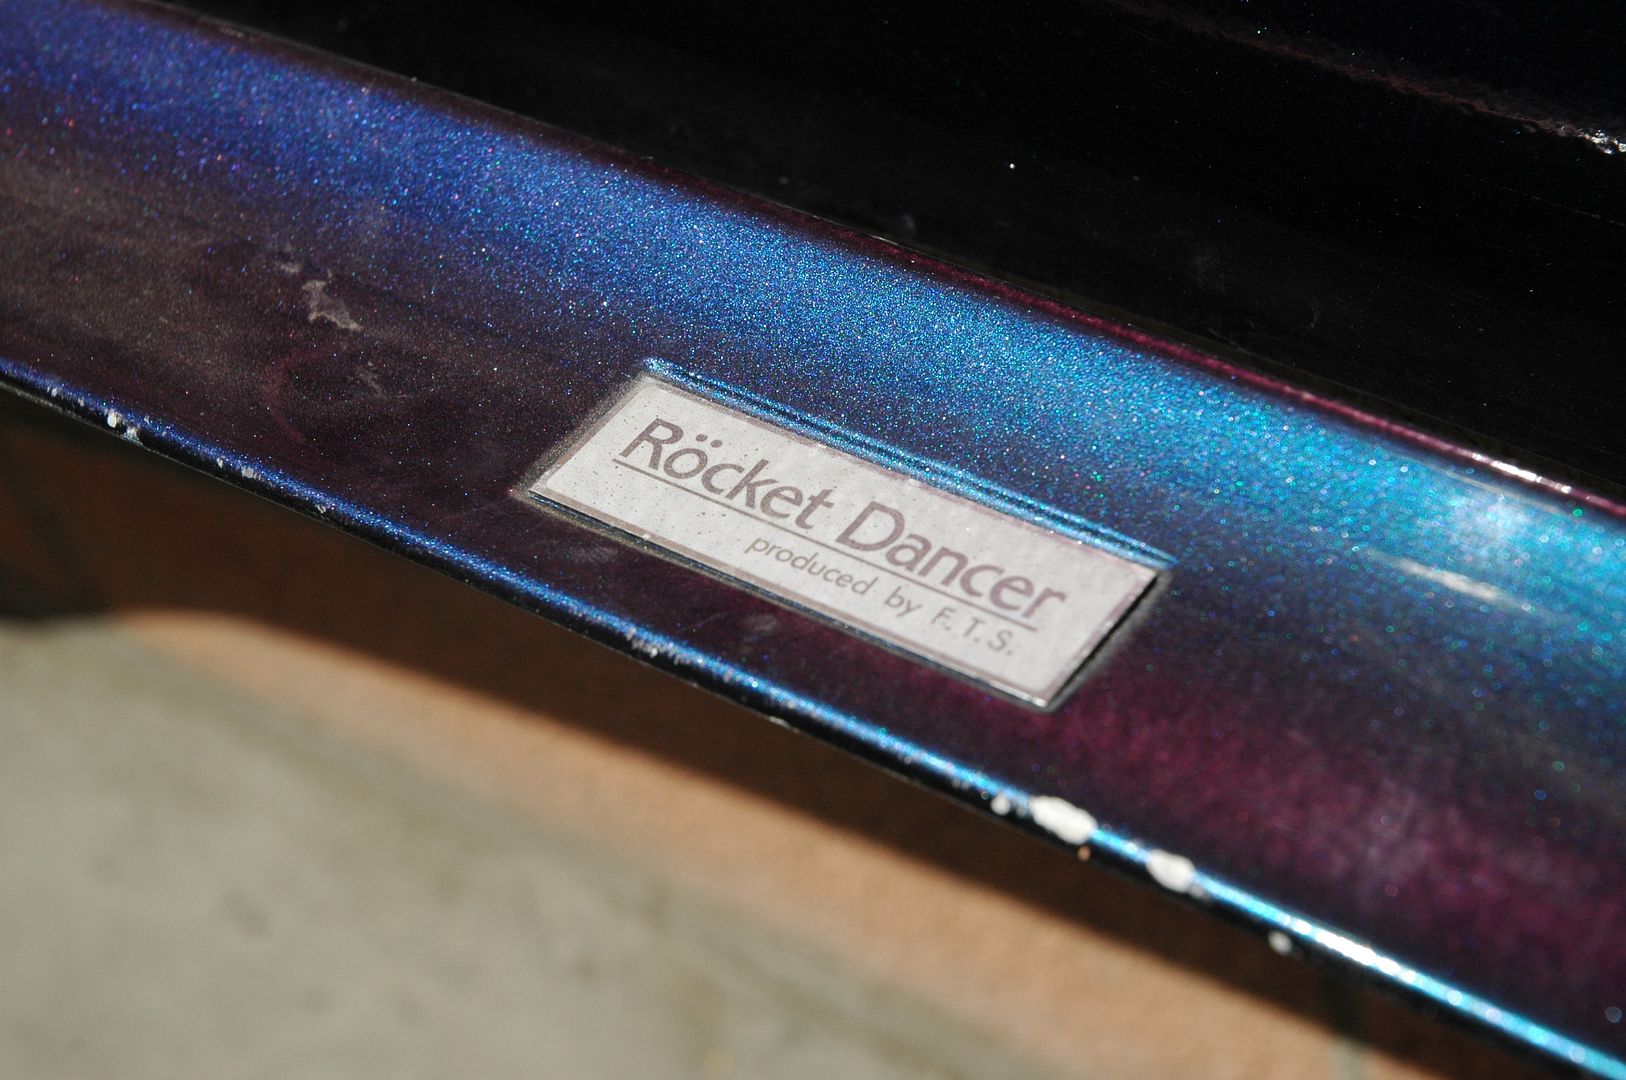 Röcket Dancer
produced by F.T.S.